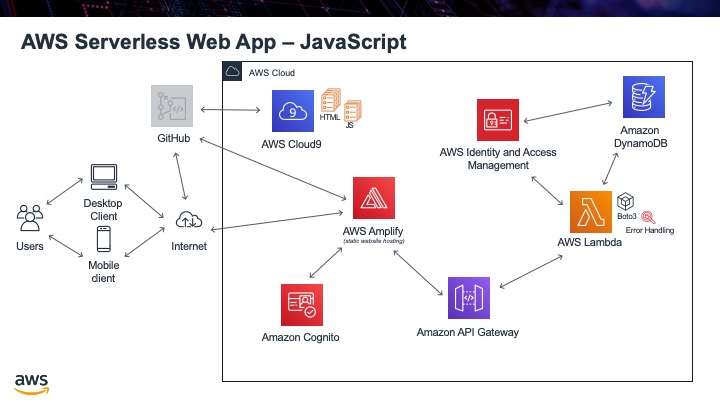 AWS Serverless Web App – JavaScript
AWS Cloud
GitHub
9
HTML
JS
AWS Cloud9
AWS Identity and Access
Management
Amazon
DynamoDB
Desktop
Client
Users
Internet
Mobile
client
AWS Amplify
(static website hosting)
Boto3
Error Handling
AWS Lambda
Amazon Cognito
Amazon API Gateway
aws